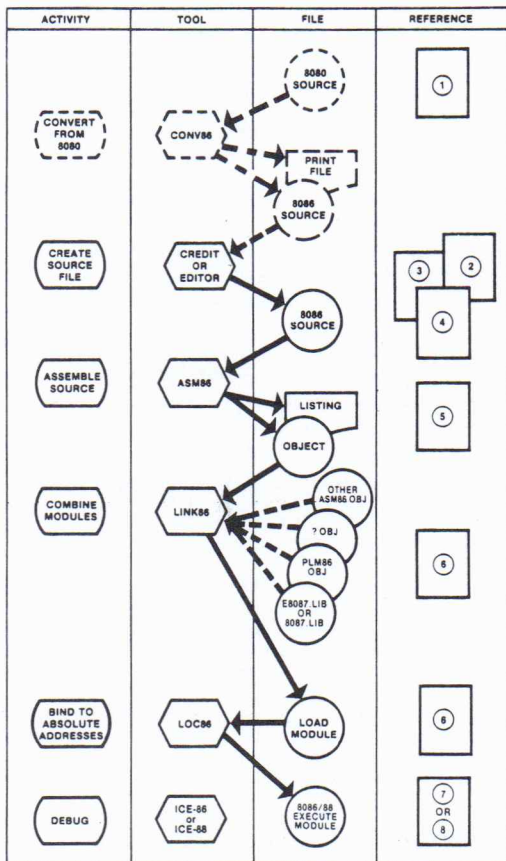 ACTIVITY
TOOL
FILE
REFERENCE
8080
SOURCE
1
CONVERT
FROM
8080
CONV86
PRINT
FILE
8086
SOURCE
CREATE
SOURCE
FILE
CREDIT
OR
EDITOR
8086
SOURCE
3
2
4
ASSEMBLE
SOURCE
ASM86
LISTING
OBJECT
5
COMBINE
MODULES
LINK86
OTHER
ASM86 OBJ
? OBJ
PLM86
OBJ
E8087.LIB
OR
8087.LIB
6
BIND TO
ABSOLUTE
ADDRESSES
LOC86
LOAD
MODULE
6
DEBUG
ICE-86
or
ICE-88
8086/88
EXECUTE
MODULE
7
OR
8